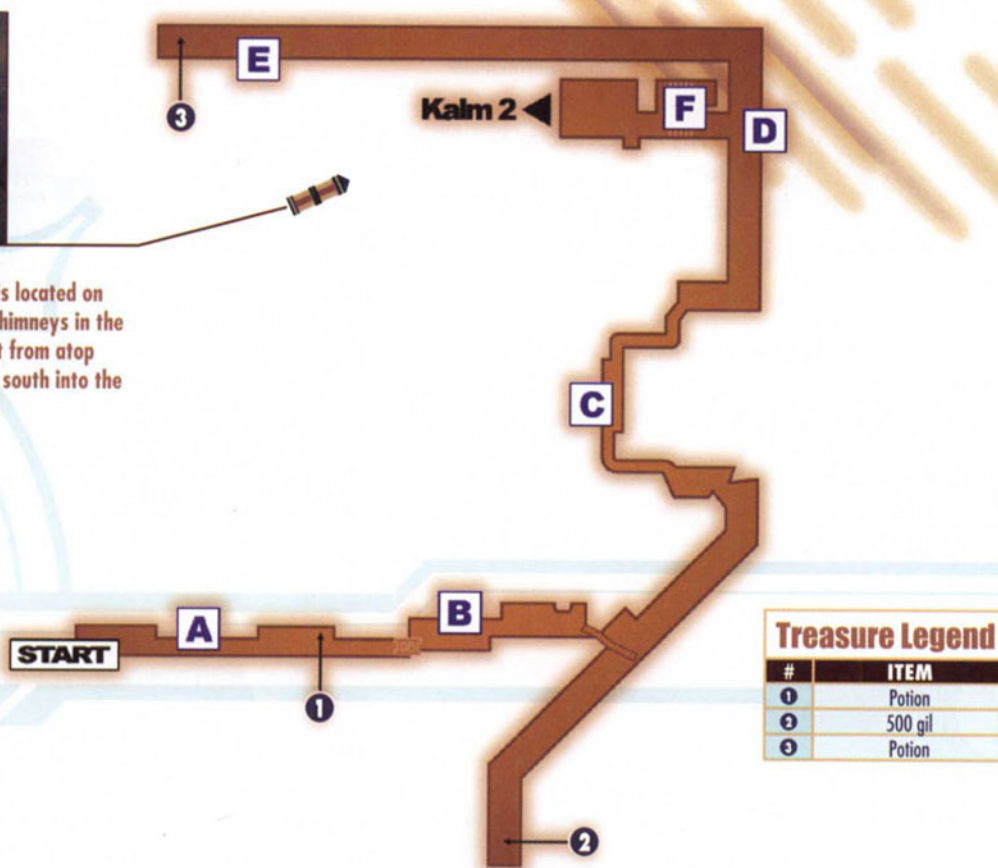 E
Kalm 2
F
D
3
is located on
himneys in the
t from atop
south into the
C
A
B
START
1
Treasure Legend
# ITEM
1 Potion
2 500 gil
3 Potion
2